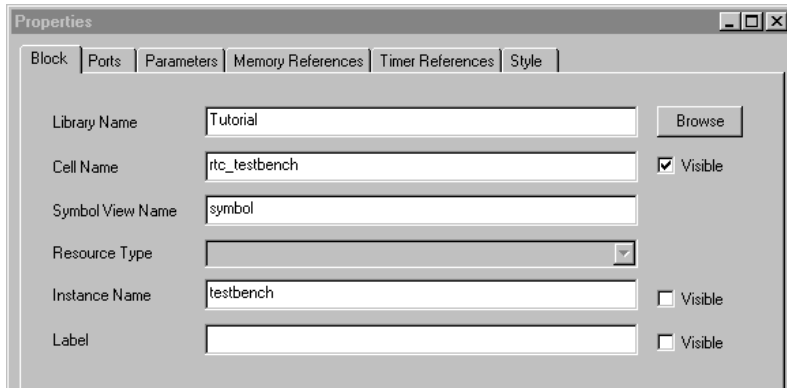 Properties
Block Ports Parameters Memory References Timer References Style
Library Name Tutorial Browse
Cell Name rtc_testbench Visible
Symbol View Name symbol
Resource Type
Instance Name testbench Visible
Label Visible